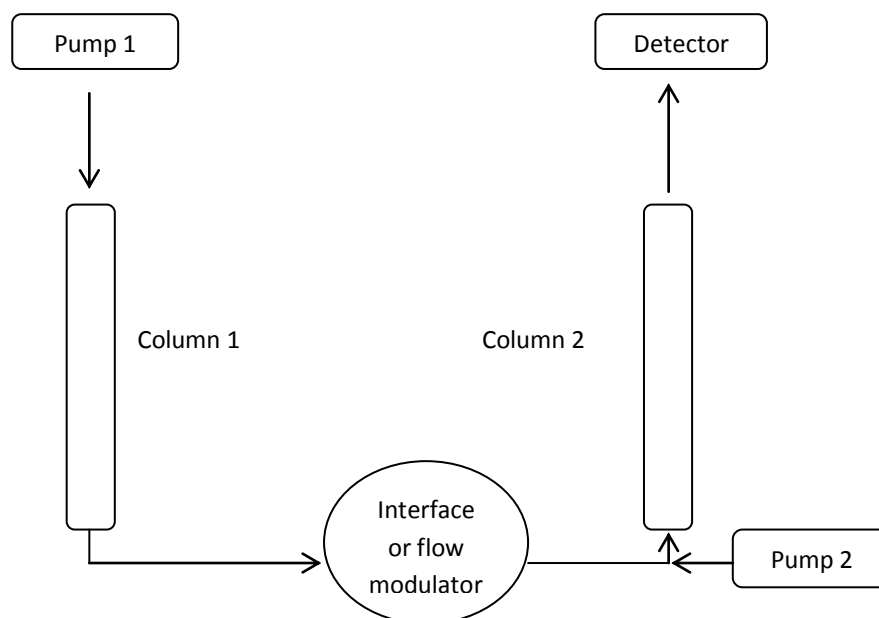 Pump 1
Detector
Column 1
Column 2
Interface
or flow
modulator
Pump 2